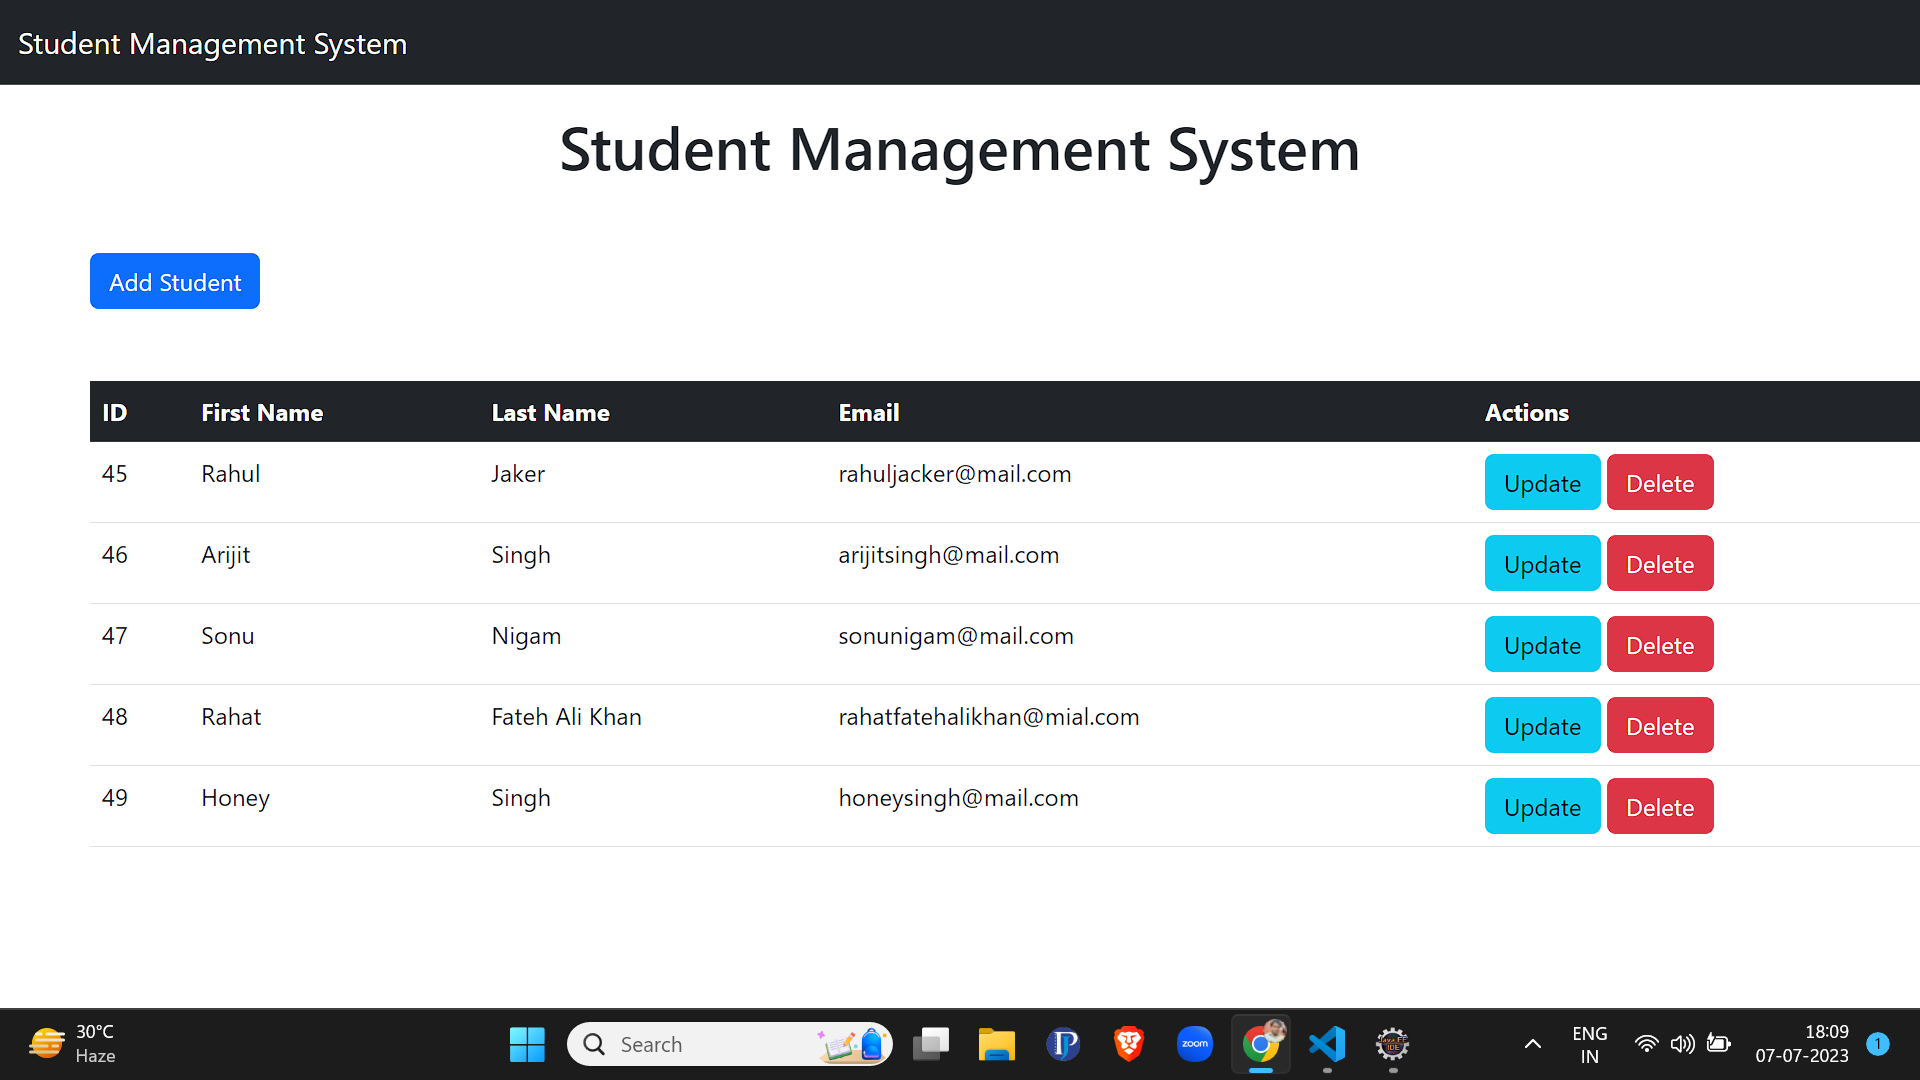 Student Management System
Student Management System
Add Student
ID First Name Last Name Email Actions
45 Rahul Jaker rahuljacker@mail.com Update Delete
46 Arijit Singh arijitsingh@mail.com Update Delete
47 Sonu Nigam sonunigam@mail.com Update Delete
48 Rahat Fateh Ali Khan rahatfatehalikhan@mial.com Update Delete
49 Honey Singh honeysingh@mail.com Update Delete
30°C
Haze
Search
zoom
Java EE
IDE
ENG
IN
18:09
07-07-2023
1